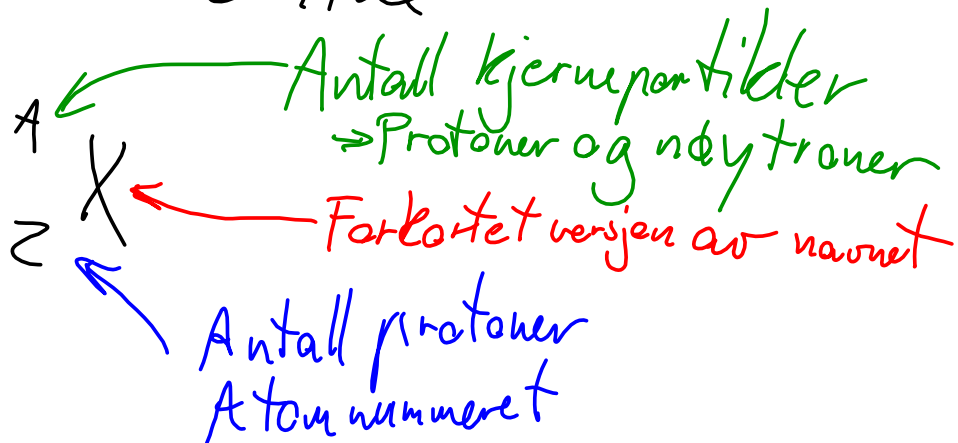 Antall kjernepartikler
A
→ Protoner og nøytroner
X
Forkortet versjon av navnet
Z
Antall protoner
Atomnummeret